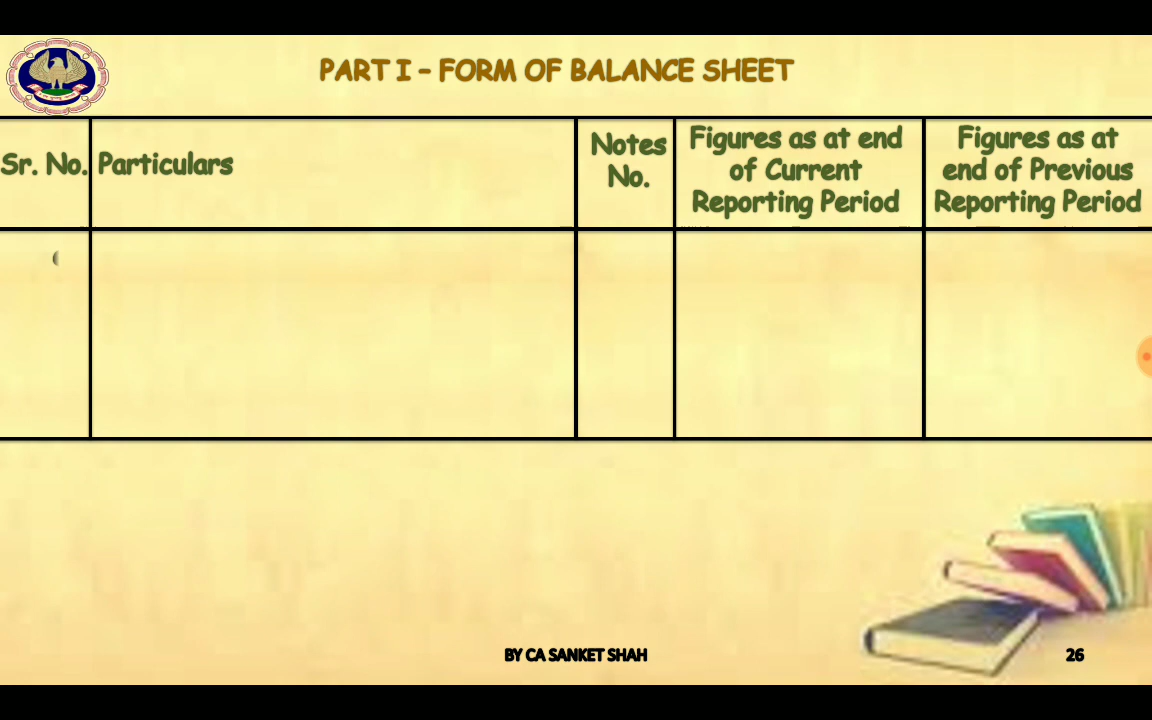 PART I – FORM OF BALANCE SHEET
Sr. No.
Particulars
Notes
No.
Figures as at end
of Current
Reporting Period
Figures as at
end of Previous
Reporting Period
BY CA SANKET SHAH
26